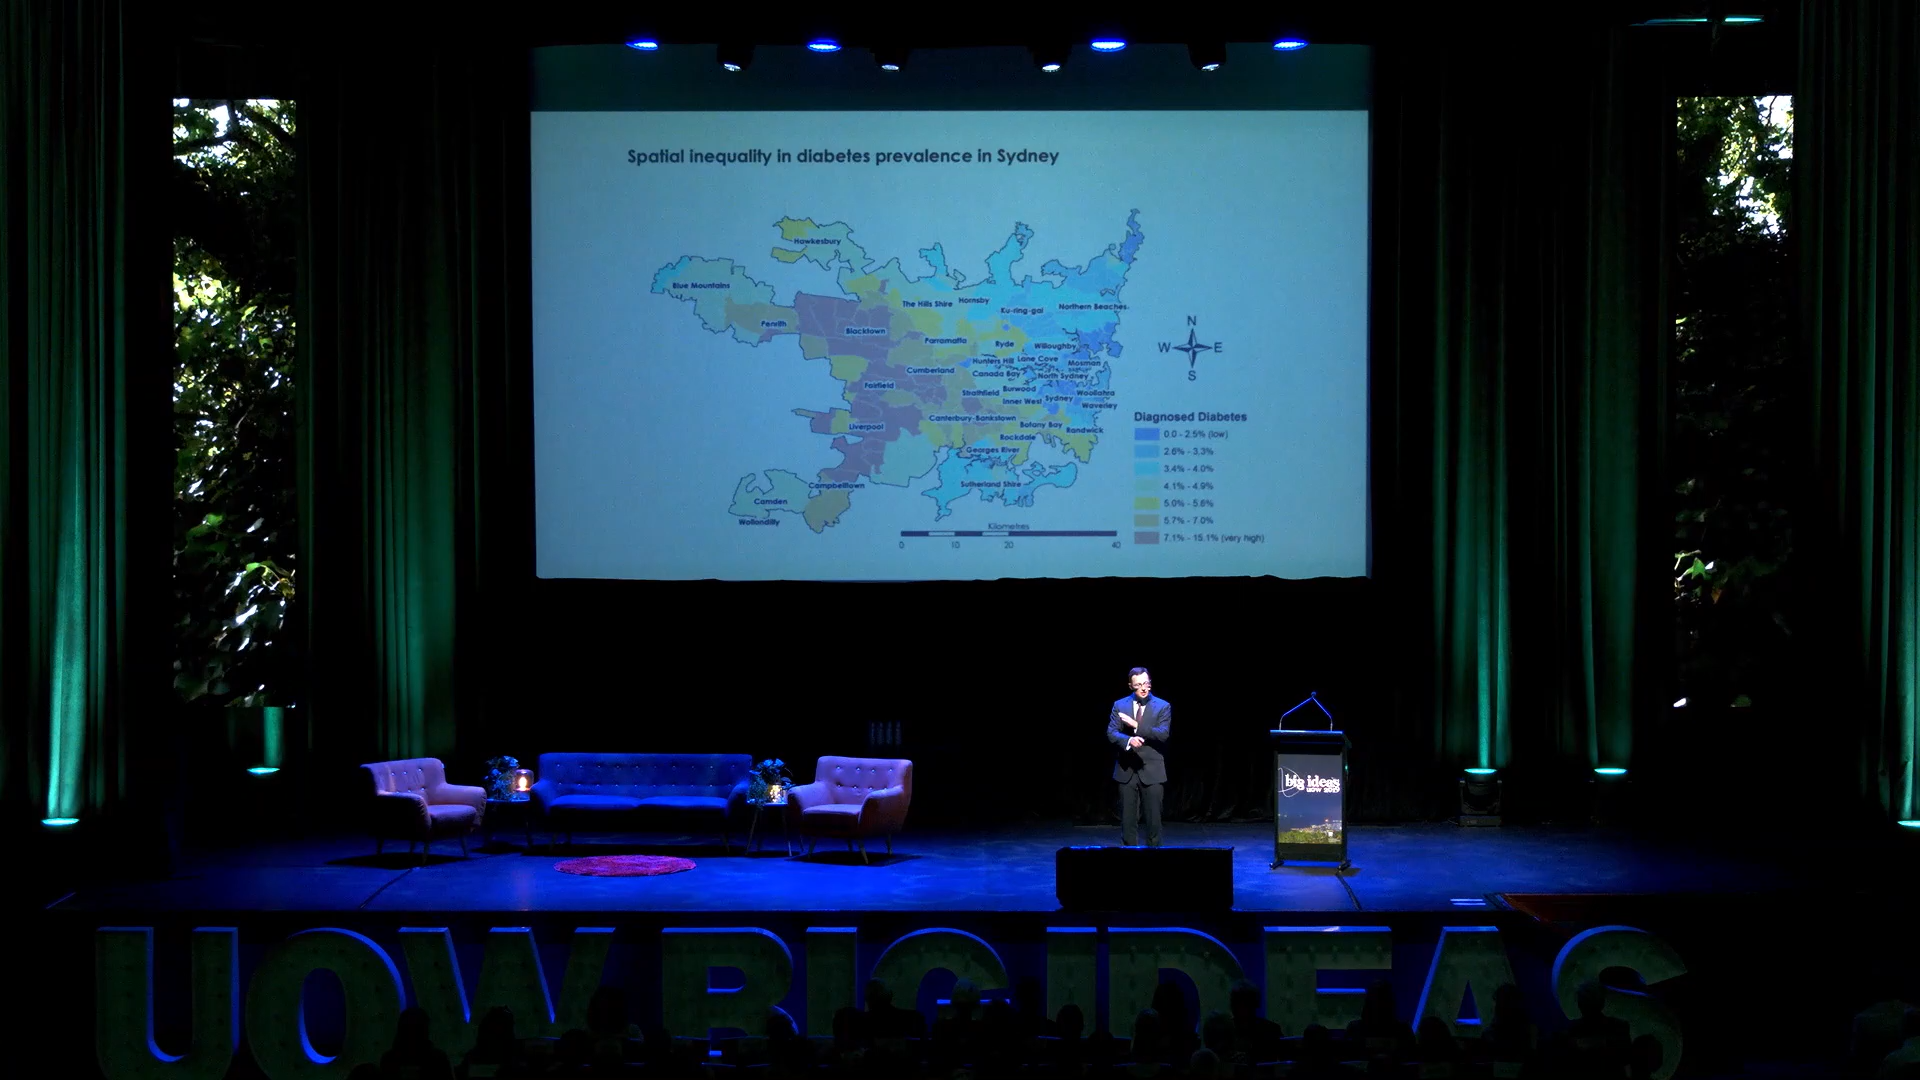 Spatial inequality in diabetes prevalence in Sydney
Hawkesbury
Blue Mountains
The Hills Shire
Hornsby
Ku-ring-gai
Northern Beaches
Penrith
Blacktown
Parramatta
Ryde
Willoughby
Hunters Hill
Lane Cove
Mosman
Cumberland
Canada Bay
North Sydney
Fairfield
Strathfield
Burwood
Inner West
Sydney
Woollahra
Waverley
Liverpool
Canterbury-Bankstown
Botany Bay
Randwick
Rockdale
Georges River
Campbelltown
Sutherland Shire
Camden
Wollondilly
N
W E
S
Diagnosed Diabetes
0.0 - 2.5% (low)
2.6% - 3.3%
3.4% - 4.0%
4.1% - 4.9%
5.0% - 5.6%
5.7% - 7.0%
7.1% - 15.1% (very high)
Kilometres
0 10 20 40
big ideas
UOW 2019
UOW BIG IDEAS